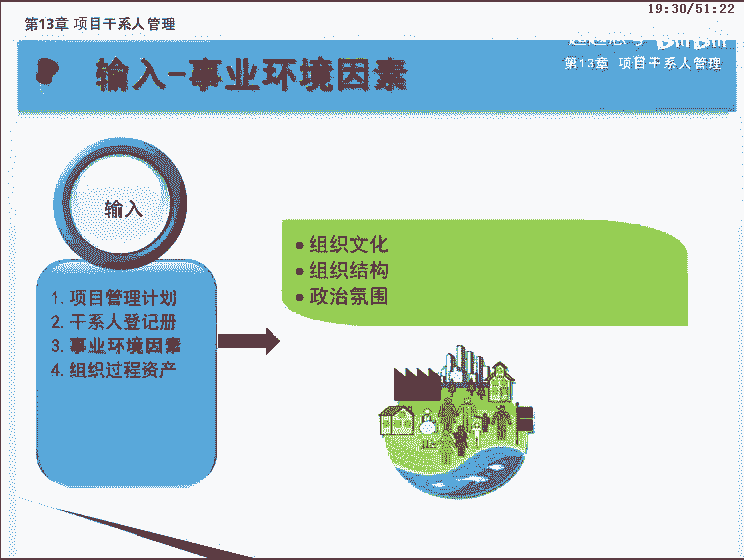 19:30/51:22
第13章 项目干系人管理
第13章 项目干系人管理
输入-事业环境因素
输入
1. 项目管理计划
2. 干系人登记册
3. 事业环境因素
4. 组织过程资产
●组织文化
●组织结构
●政治氛围